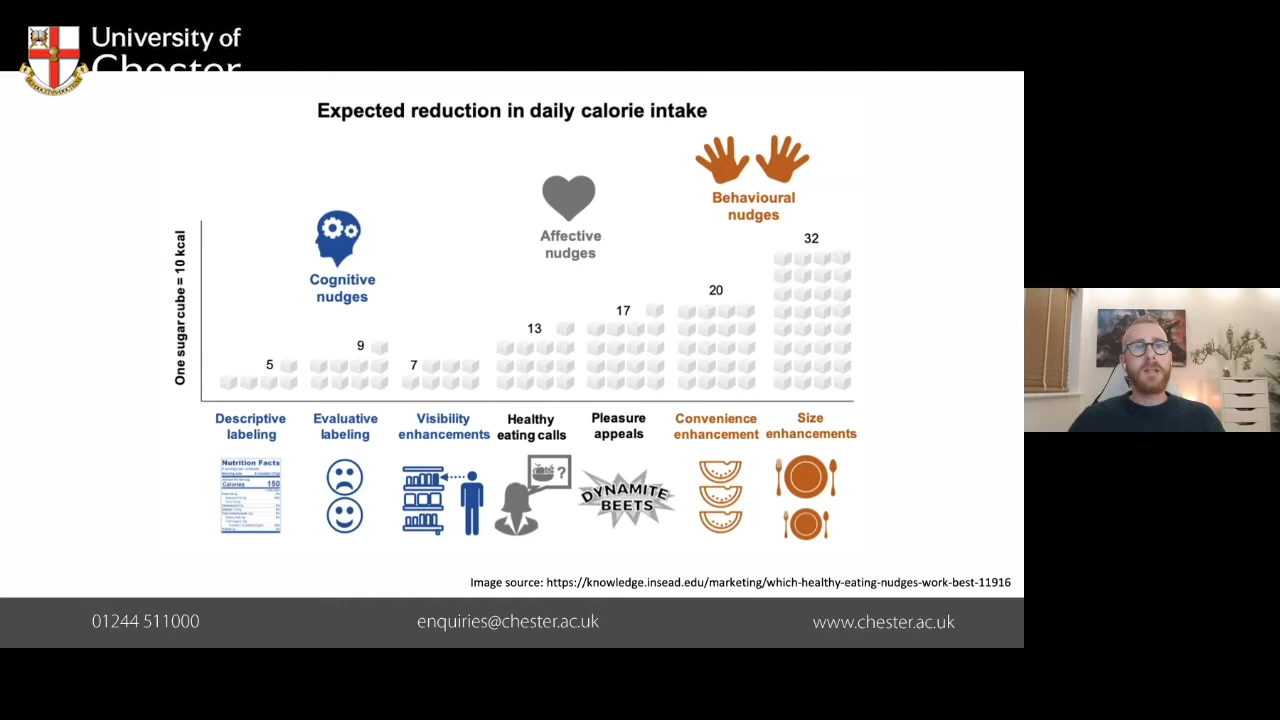 University of
Chester
Expected reduction in daily calorie intake
One sugar cube = 10 kcal
Cognitive
nudges
Affective
nudges
Behavioural
nudges
5
9
7
13
17
20
32
Descriptive
labeling
Evaluative
labeling
Visibility
enhancements
Healthy
eating calls
Pleasure
appeals
Convenience
enhancement
Size
enhancements
Nutrition Facts
Calories 150
?
DYNAMITE
BEETS
Image source: https://knowledge.insead.edu/marketing/which-healthy-eating-nudges-work-best-11916
01244 511000
enquiries@chester.ac.uk
www.chester.ac.uk